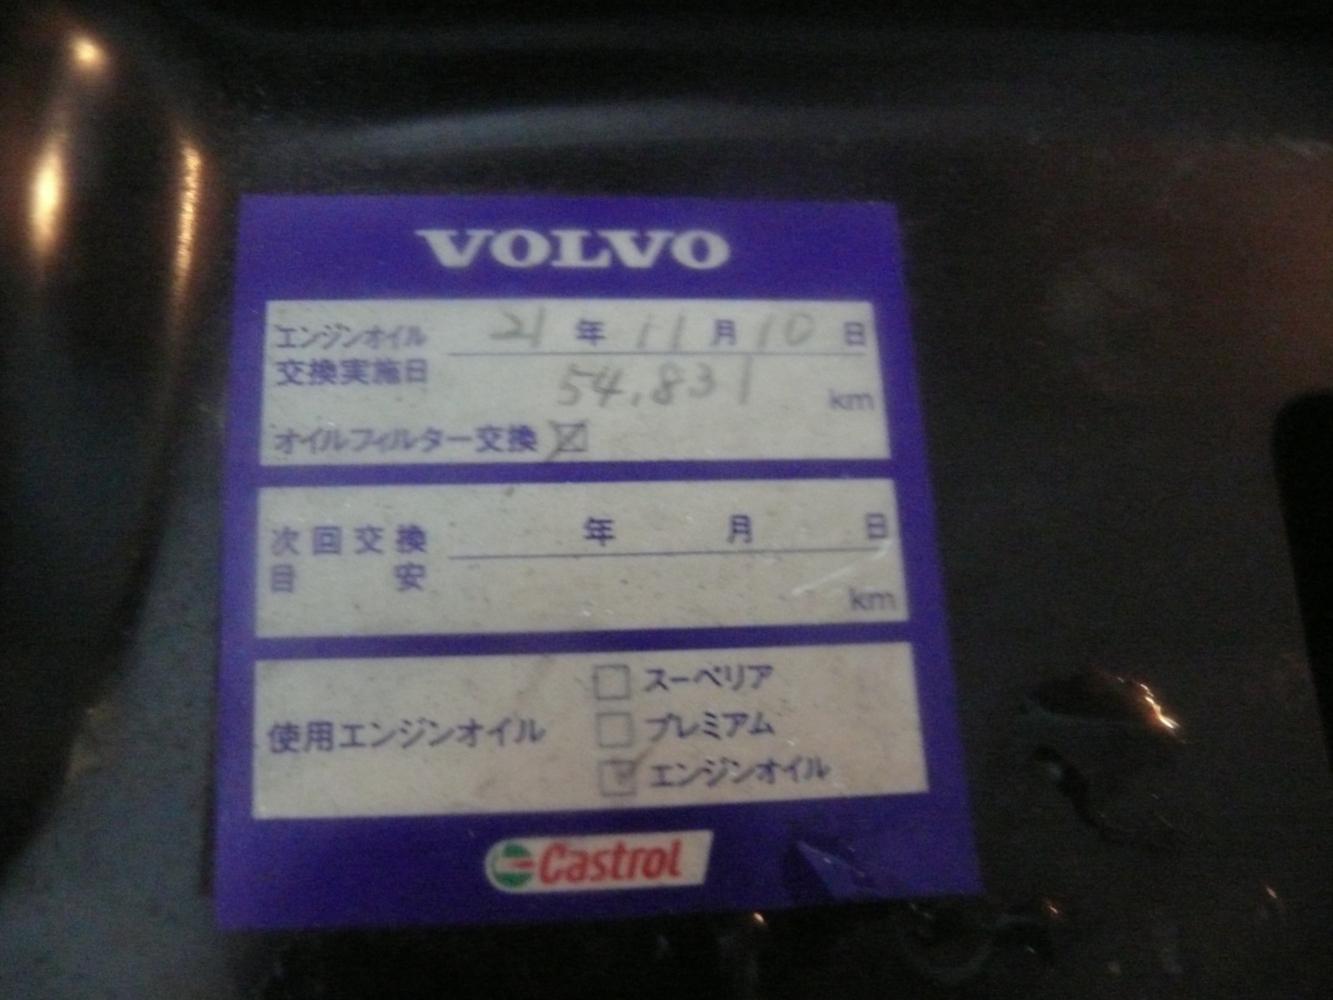 VOLVO
エンジンオイル 21 年 11 月 10 日
交換実施日 54,831 km
オイルフィルター交換
次回交換 年 月 日
目安 km
スーペリア
プレミアム
使用エンジンオイル エンジンオイル
Castrol